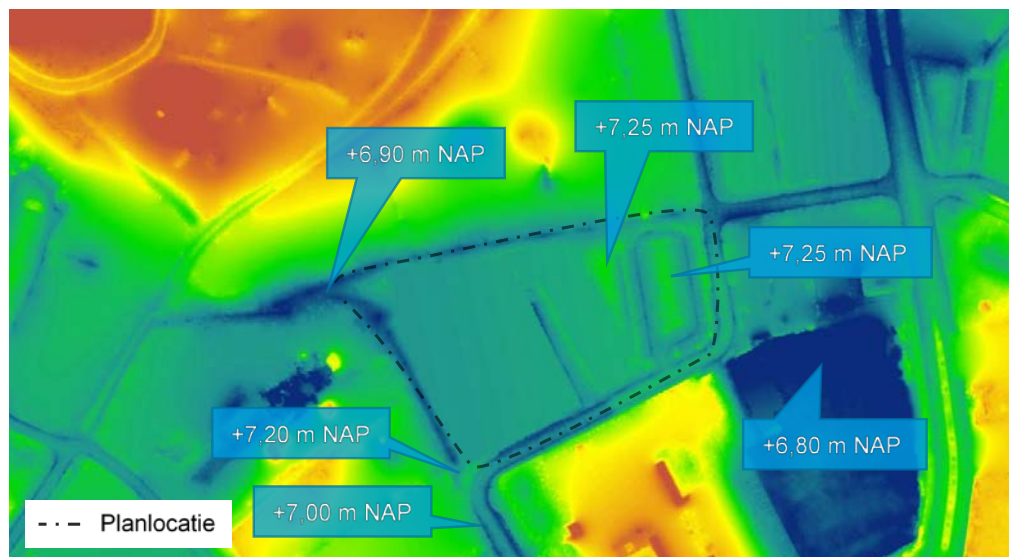 +7,25 m NAP
+6,90 m NAP
+7,25 m NAP
+7,20 m NAP
+6,80 m NAP
+7,00 m NAP
Planlocatie